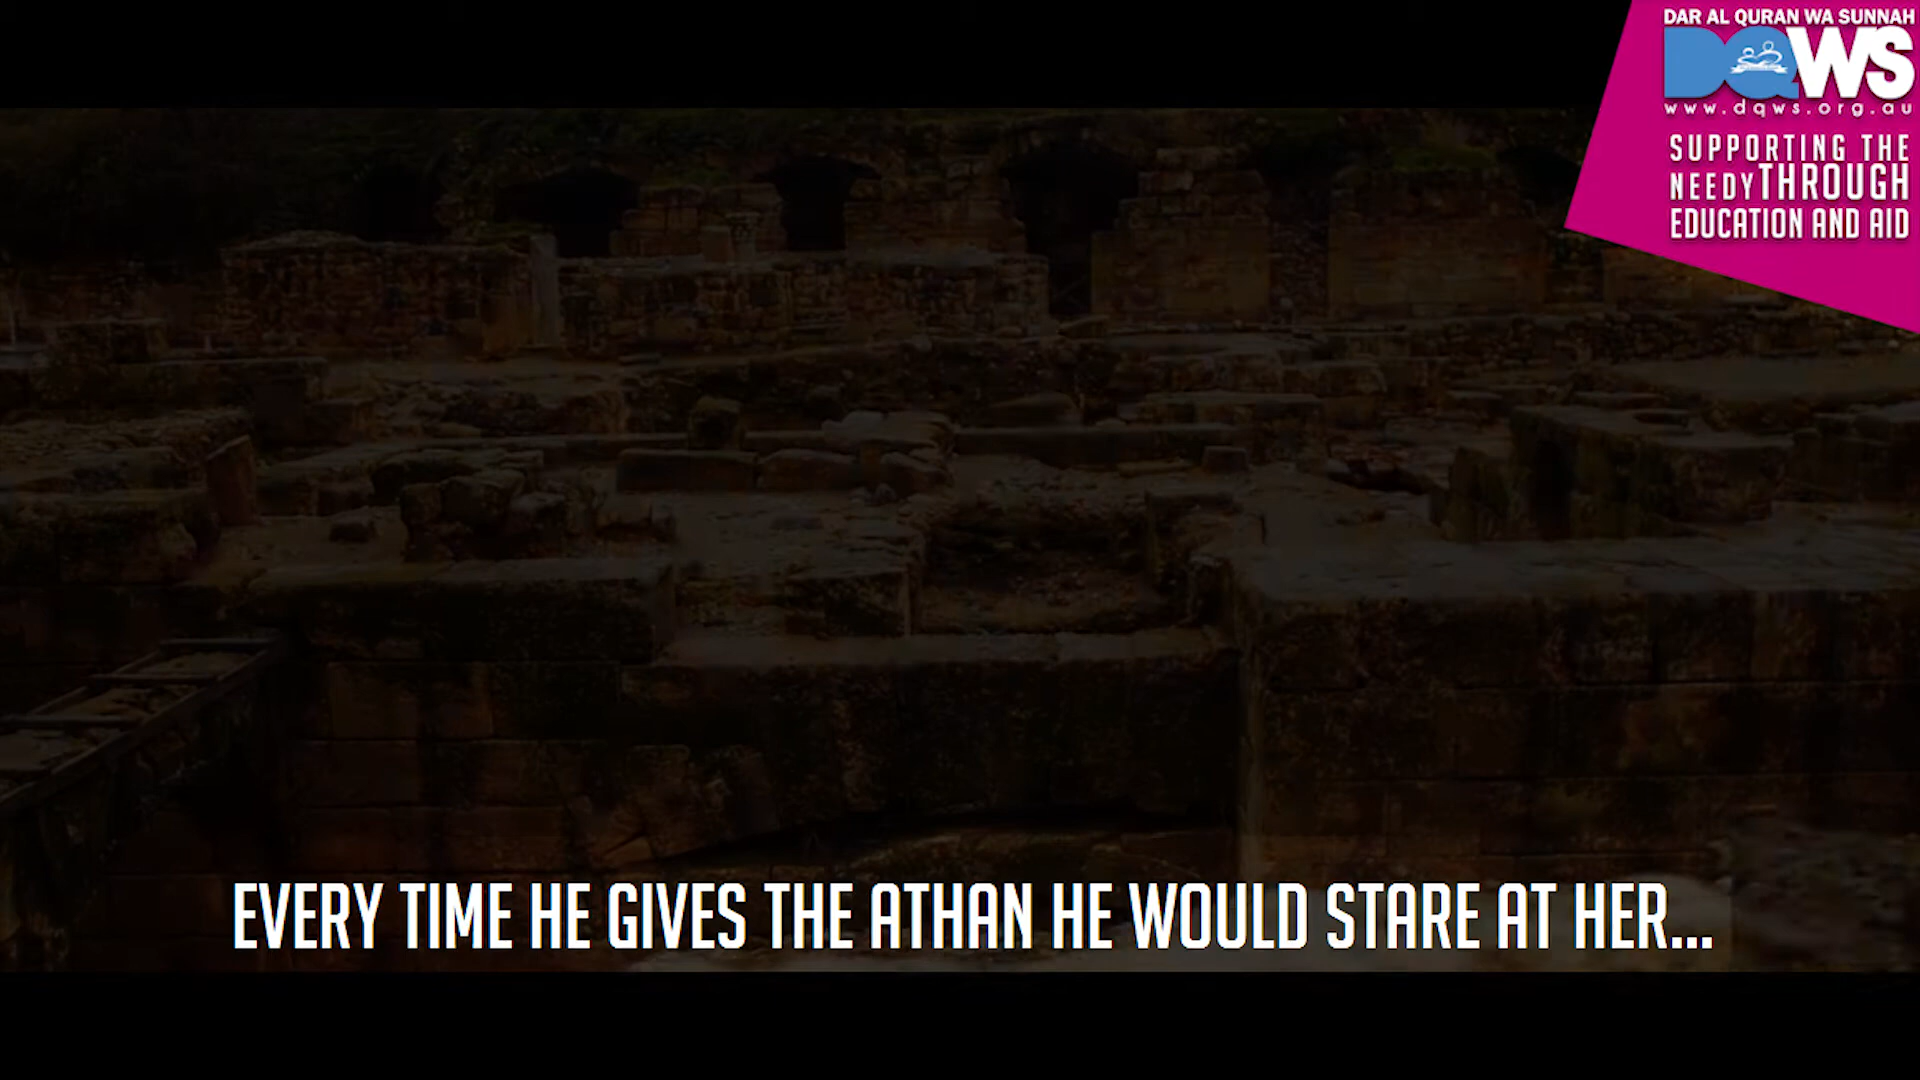 DAR AL QURAN WA SUNNAH
DQWS
www.dqws.org.au
SUPPORTING THE
NEEDY THROUGH
EDUCATION AND AID
EVERY TIME HE GIVES THE ATHAN HE WOULD STARE AT HER...